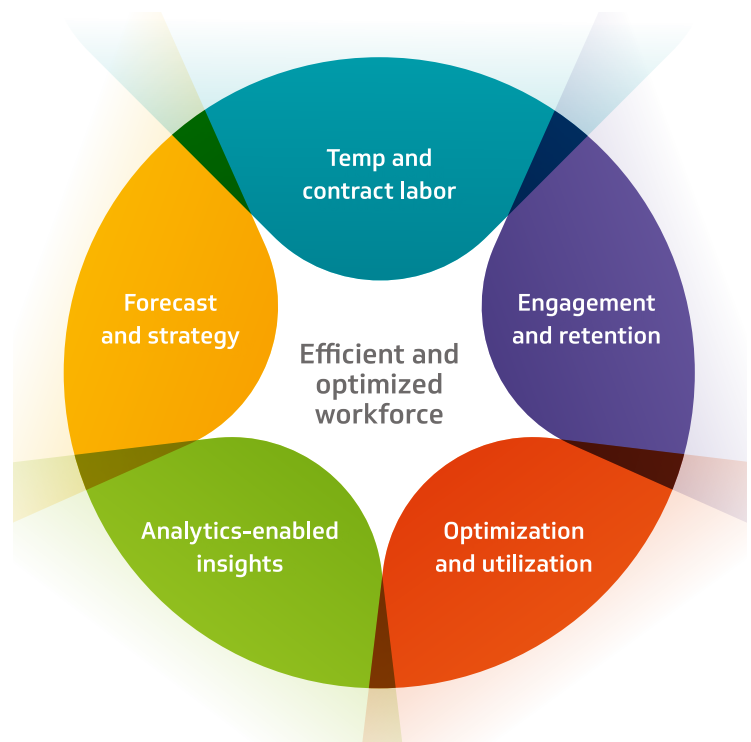 Temp and
contract labor
Forecast
and strategy
Engagement
and retention
Efficient and
optimized
workforce
Analytics-enabled
insights
Optimization
and utilization